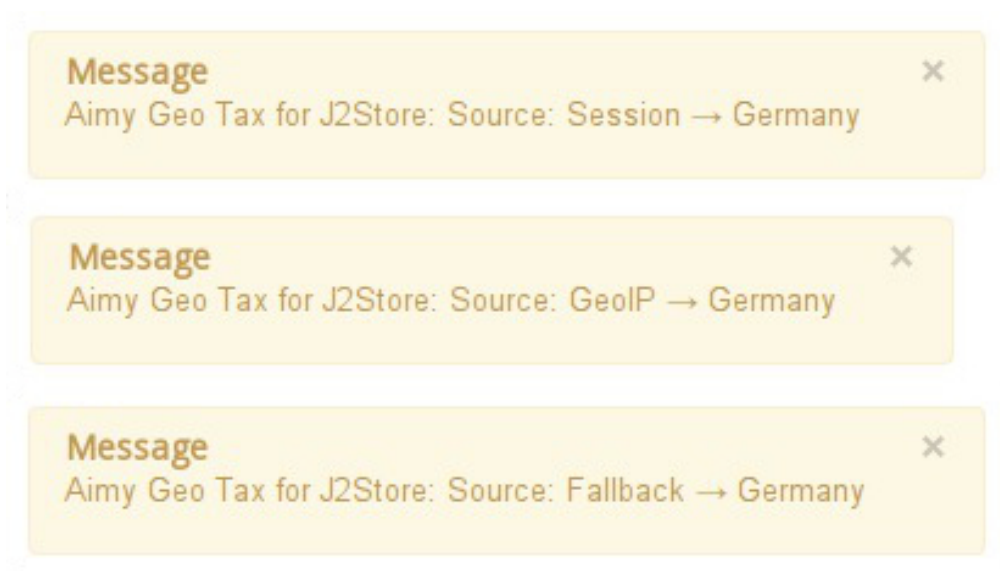 Message
Aimy Geo Tax for J2Store: Source: Session → Germany
Message
Aimy Geo Tax for J2Store: Source: GeoIP → Germany
Message
Aimy Geo Tax for J2Store: Source: Fallback → Germany